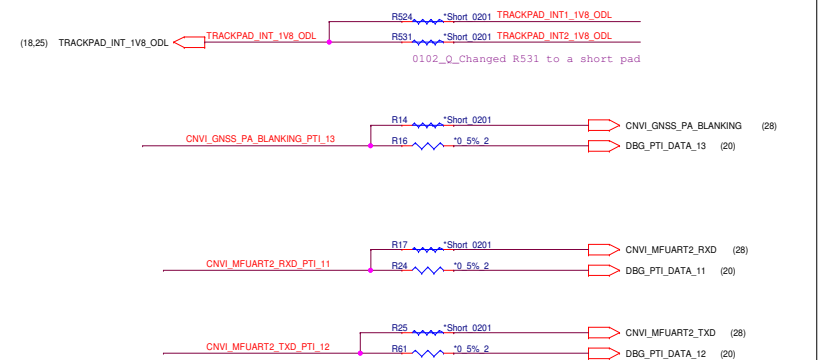 R524 *Short_0201 TRACKPAD_INT1_1V8_ODL
(18,25) TRACKPAD_INT_1V8_ODL TRACKPAD_INT_1V8_ODL R531 *Short_0201 TRACKPAD_INT2_1V8_ODL
0102_Q_Changed R531 to a short pad
R14 *Short_0201 CNVI_GNSS_PA_BLANKING (28)
CNVI_GNSS_PA_BLANKING_PTI_13 R16 *0_5%_2 DBG_PTI_DATA_13 (20)
R17 *Short_0201 CNVI_MFUART2_RXD (28)
CNVI_MFUART2_RXD_PTI_11 R24 *0_5%_2 DBG_PTI_DATA_11 (20)
R25 *Short_0201 CNVI_MFUART2_TXD (28)
CNVI_MFUART2_TXD_PTI_12 R61 *0_5%_2 DBG_PTI_DATA_12 (20)